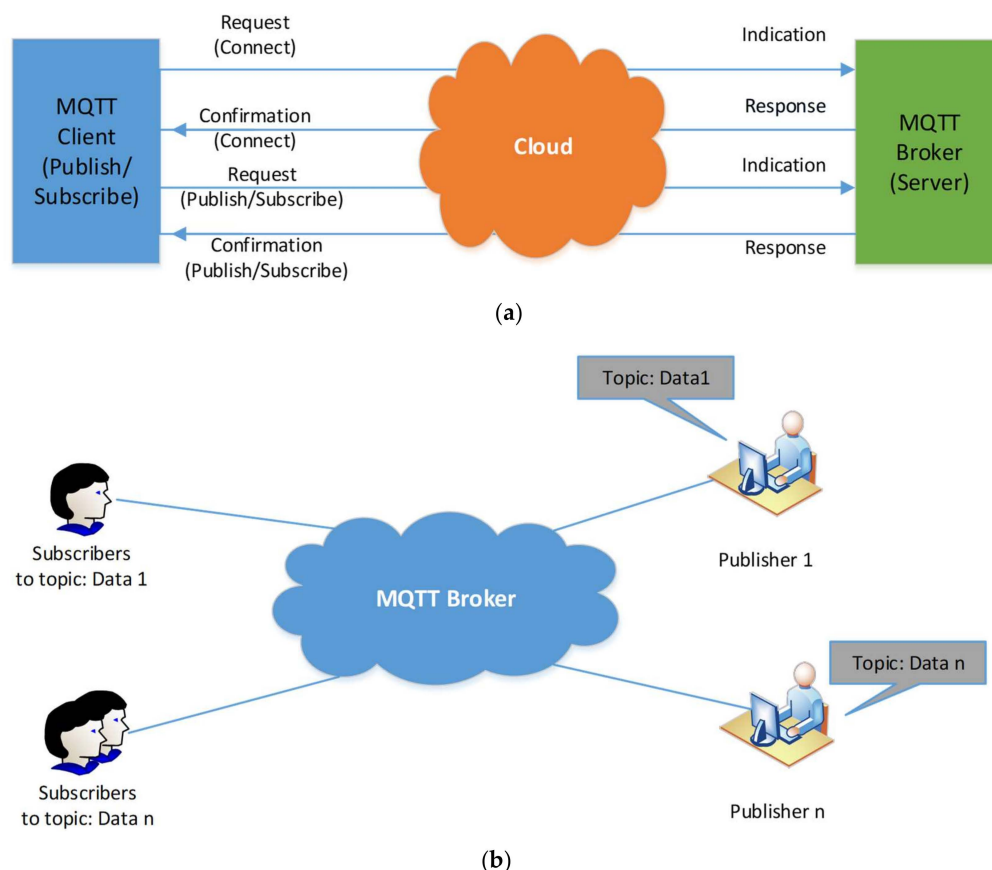 Request
(Connect)
Indication
MQTT
Client
(Publish/
Subscribe)
Confirmation
(Connect)
Response
Cloud
MQTT
Broker
(Server)
Request
(Publish/Subscribe)
Indication
Confirmation
(Publish/Subscribe)
Response
(a)
Topic: Data1
Subscribers
to topic: Data 1
Publisher 1
MQTT Broker
Topic: Data n
Subscribers
to topic: Data n
Publisher n
(b)